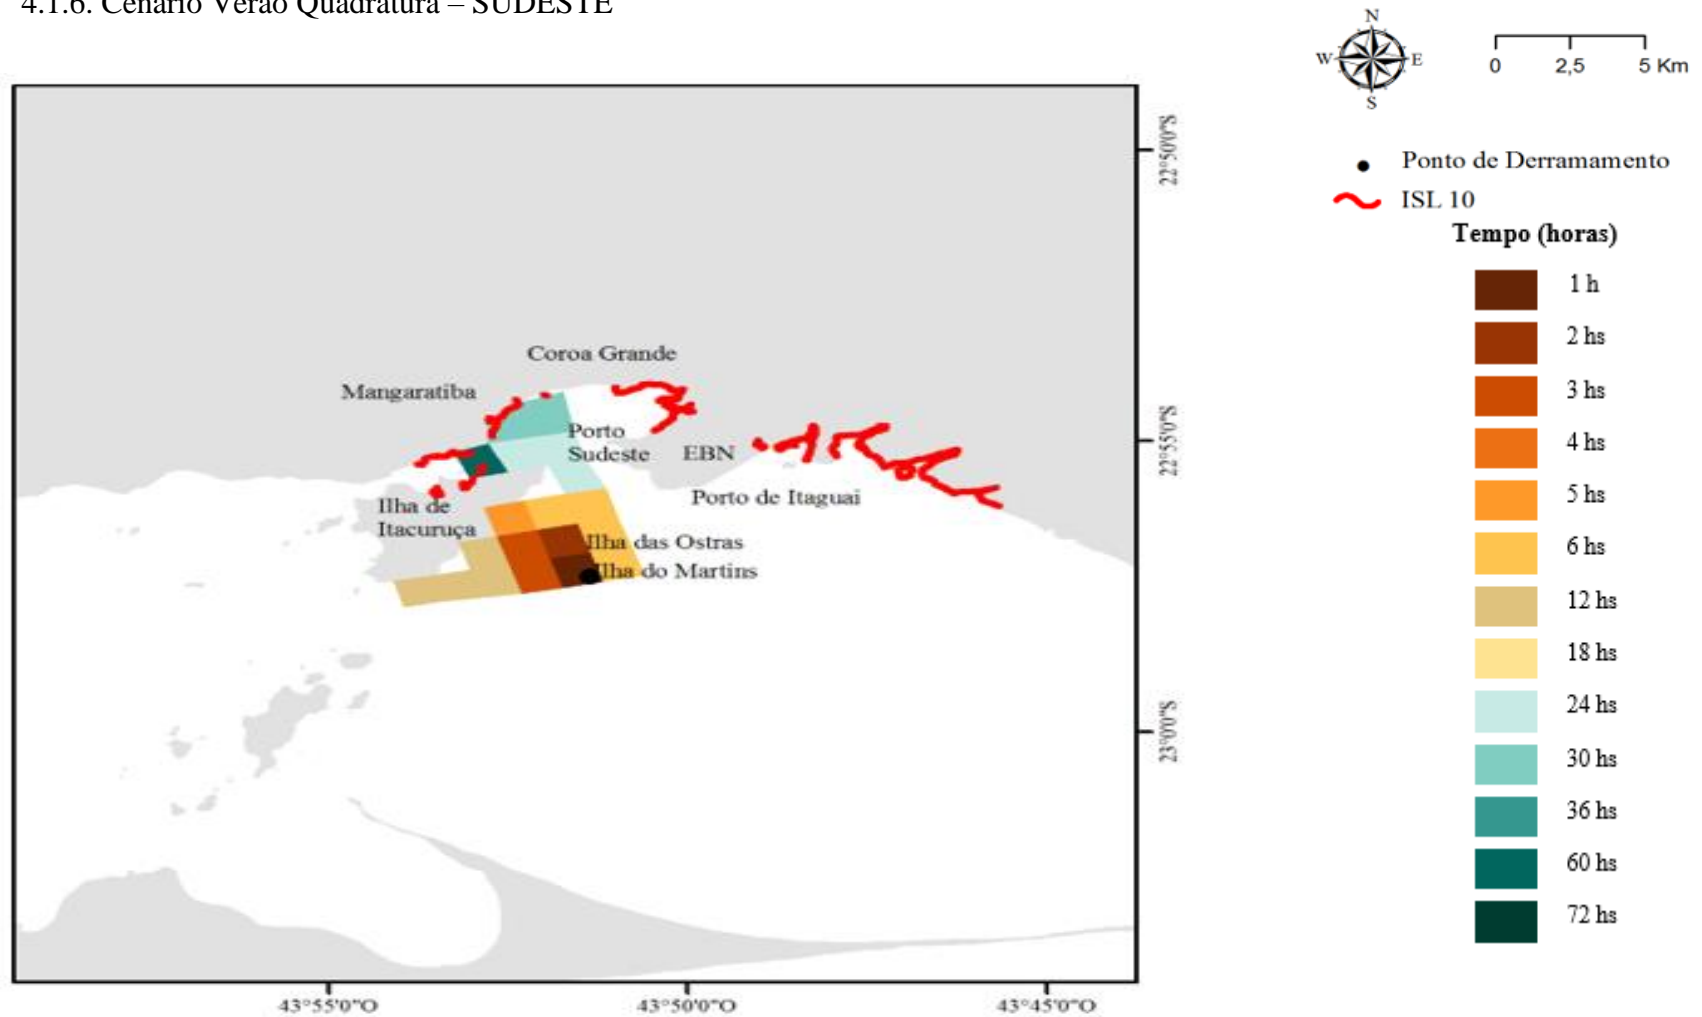 4.1.6. Cenário Verão Quadratura – SUDESTE
N
W
E
S
0 2,5 5 Km
Ponto de Derramamento
ISL 10
Tempo (horas)
1 h
2 hs
3 hs
4 hs
5 hs
6 hs
12 hs
18 hs
24 hs
30 hs
36 hs
60 hs
72 hs
22°50'0"S
22°55'0"S
23°0'0"S
Coroa Grande
Mangaratiba
Porto
Sudeste
EBN
Porto de Itaguaí
Ilha de
Itacuruça
Ilha das Ostras
Ilha do Martins
43°55'0"O
43°50'0"O
43°45'0"O